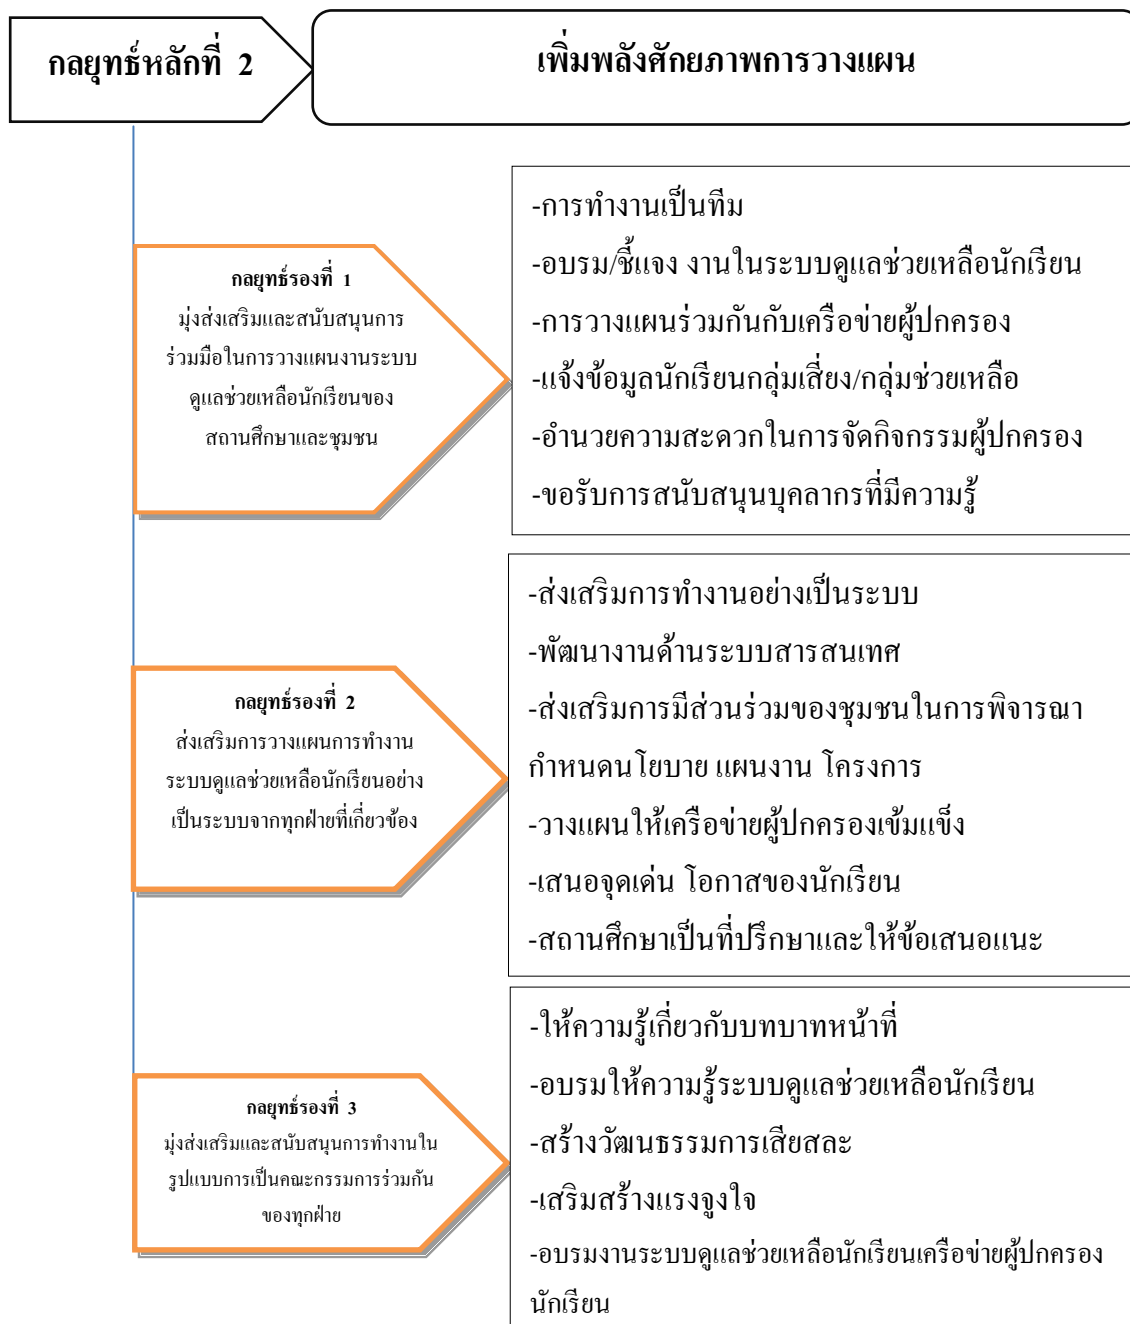 กลยุทธ์หลักที่ 2
เพิ่มพลังศักยภาพการวางแผน
กลยุทธ์รองที่ 1
มุ่งส่งเสริมและสนับสนุนการ
ร่วมมือในการวางแผนงานระบบ
ดูแลช่วยเหลือนักเรียนของ
สถานศึกษาและชุมชน
-การทำงานเป็นทีม
-อบรม/ชี้แจง งานในระบบดูแลช่วยเหลือนักเรียน
-การวางแผนร่วมกันกับเครือข่ายผู้ปกครอง
-แจ้งข้อมูลนักเรียนกลุ่มเสี่ยง/กลุ่มช่วยเหลือ
-อำนวยความสะดวกในการจัดกิจกรรมผู้ปกครอง
-ขอรับการสนับสนุนบุคลากรที่มีความรู้
กลยุทธ์รองที่ 2
ส่งเสริมการวางแผนการทำงาน
ระบบดูแลช่วยเหลือนักเรียนอย่าง
เป็นระบบจากทุกฝ่ายที่เกี่ยวข้อง
-ส่งเสริมการทำงานอย่างเป็นระบบ
-พัฒนางานด้านระบบสารสนเทศ
-ส่งเสริมการมีส่วนร่วมของชุมชนในการพิจารณา
กำหนดนโยบาย แผนงาน โครงการ
-วางแผนให้เครือข่ายผู้ปกครองเข้มแข็ง
-เสนอจุดเด่น โอกาสของนักเรียน
-สถานศึกษาเป็นที่ปรึกษาและให้ข้อเสนอแนะ
กลยุทธ์รองที่ 3
มุ่งส่งเสริมและสนับสนุนการทำงานใน
รูปแบบการเป็นคณะกรรมการร่วมกัน
ของทุกฝ่าย
-ให้ความรู้เกี่ยวกับบทบาทหน้าที่
-อบรมให้ความรู้ระบบดูแลช่วยเหลือนักเรียน
-สร้างวัฒนธรรมการเสียสละ
-เสริมสร้างแรงจูงใจ
-อบรมงานระบบดูแลช่วยเหลือนักเรียนเครือข่ายผู้ปกครอง
นักเรียน